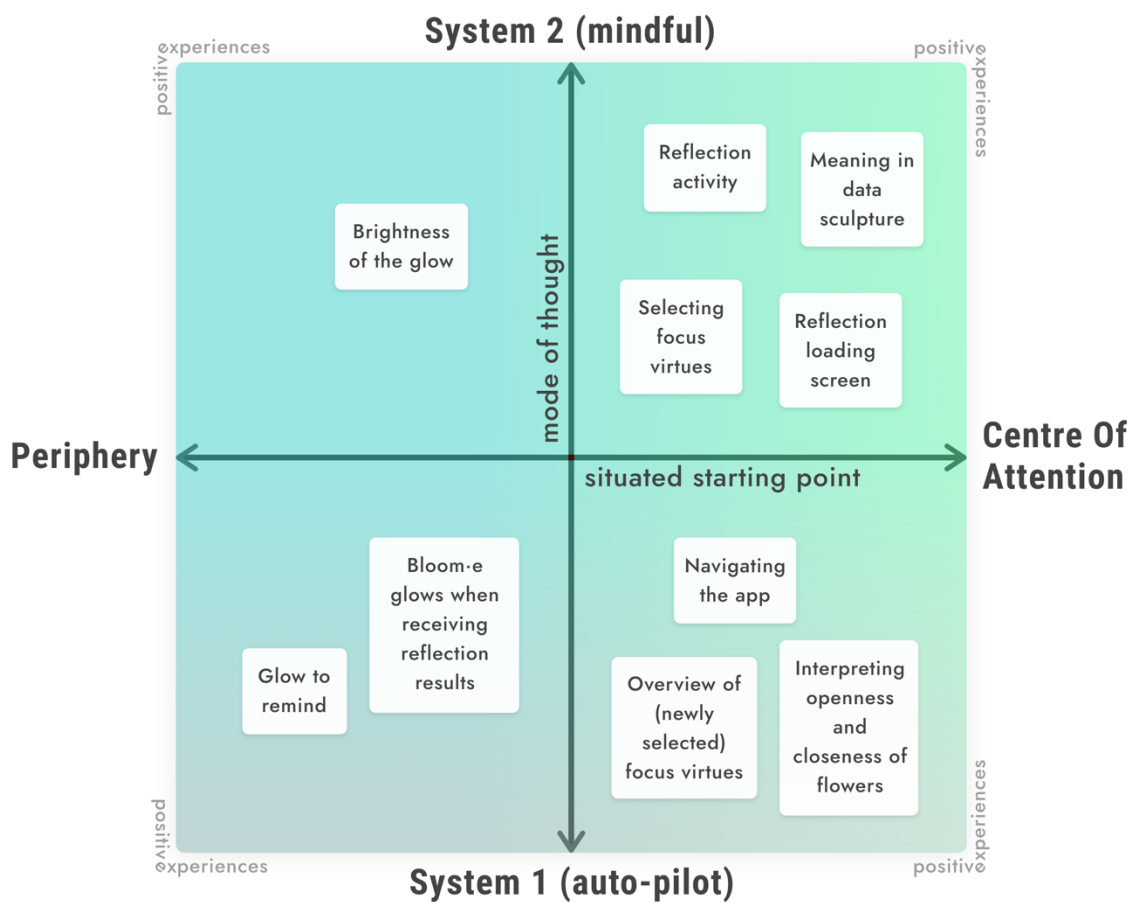 System 2 (mindful)
positive experiences
positive experiences
Reflection
activity
Meaning in
data
sculpture
Brightness
of the glow
mode of thought
Selecting
focus
virtues
Reflection
loading
screen
Periphery
Centre Of
Attention
situated starting point
Bloom·e
glows when
receiving
reflection
results
Navigating
the app
Glow to
remind
Overview of
(newly
selected)
focus virtues
Interpreting
openness
and
closeness of
flowers
positive experiences
positive experiences
System 1 (auto-pilot)